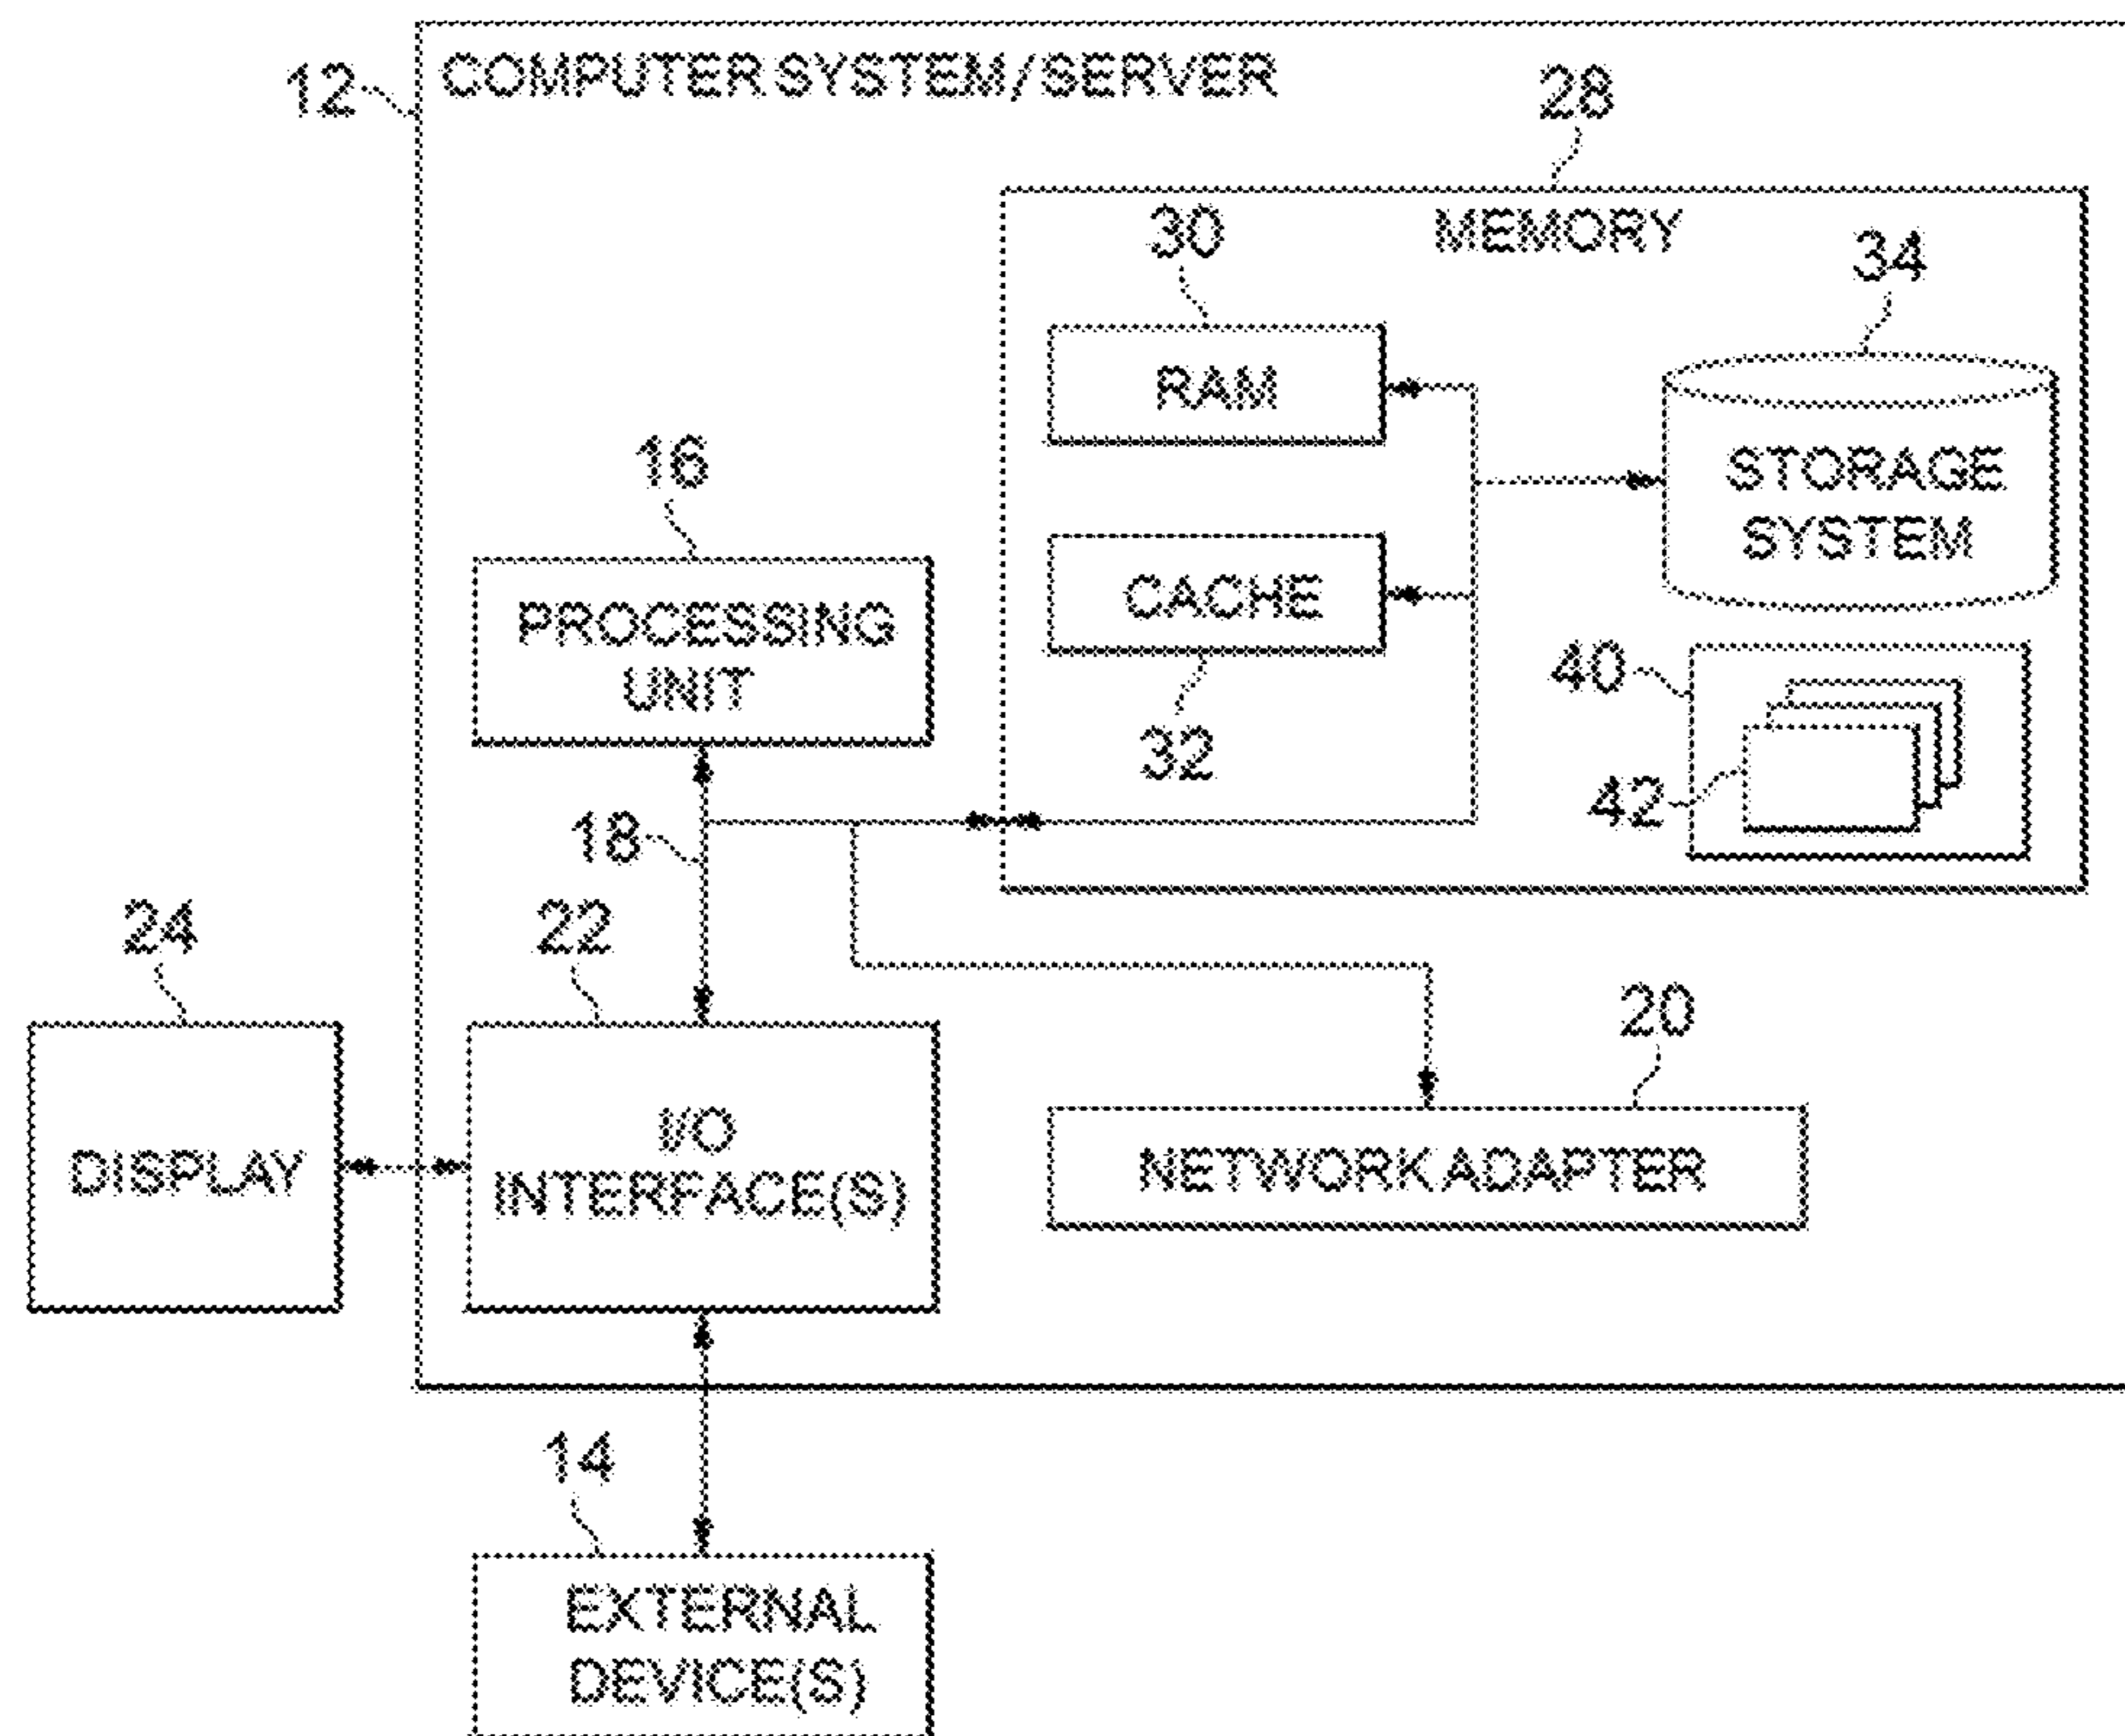 12
COMPUTER SYSTEM/SERVER
28
MEMORY
30
34
RAM
STORAGE
SYSTEM
16
PROCESSING
UNIT
CACHE
32
40
42
18
24
22
20
DISPLAY
I/O
INTERFACE(S)
NETWORK ADAPTER
14
EXTERNAL
DEVICE(S)